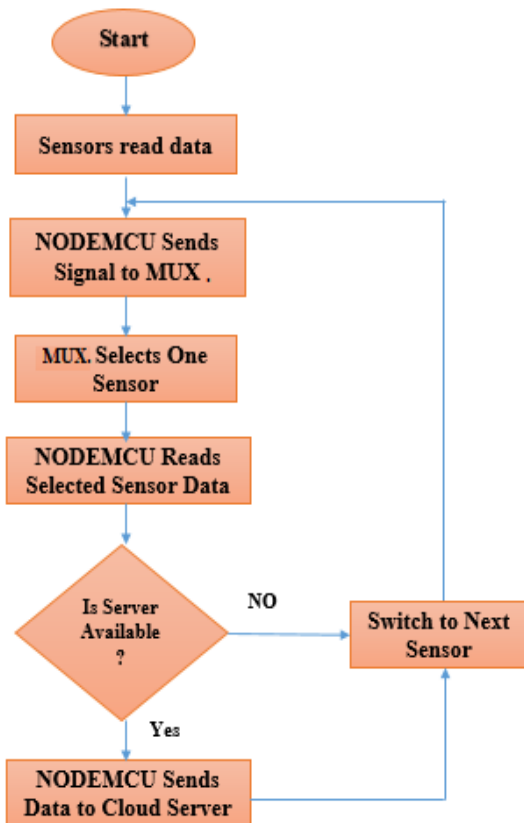 Start
Sensors read data
NODEMCU Sends
Signal to MUX .
MUX. Selects One
Sensor
NODEMCU Reads
Selected Sensor Data
Is Server
Available
?
NO
Switch to Next
Sensor
Yes
NODEMCU Sends
Data to Cloud Server